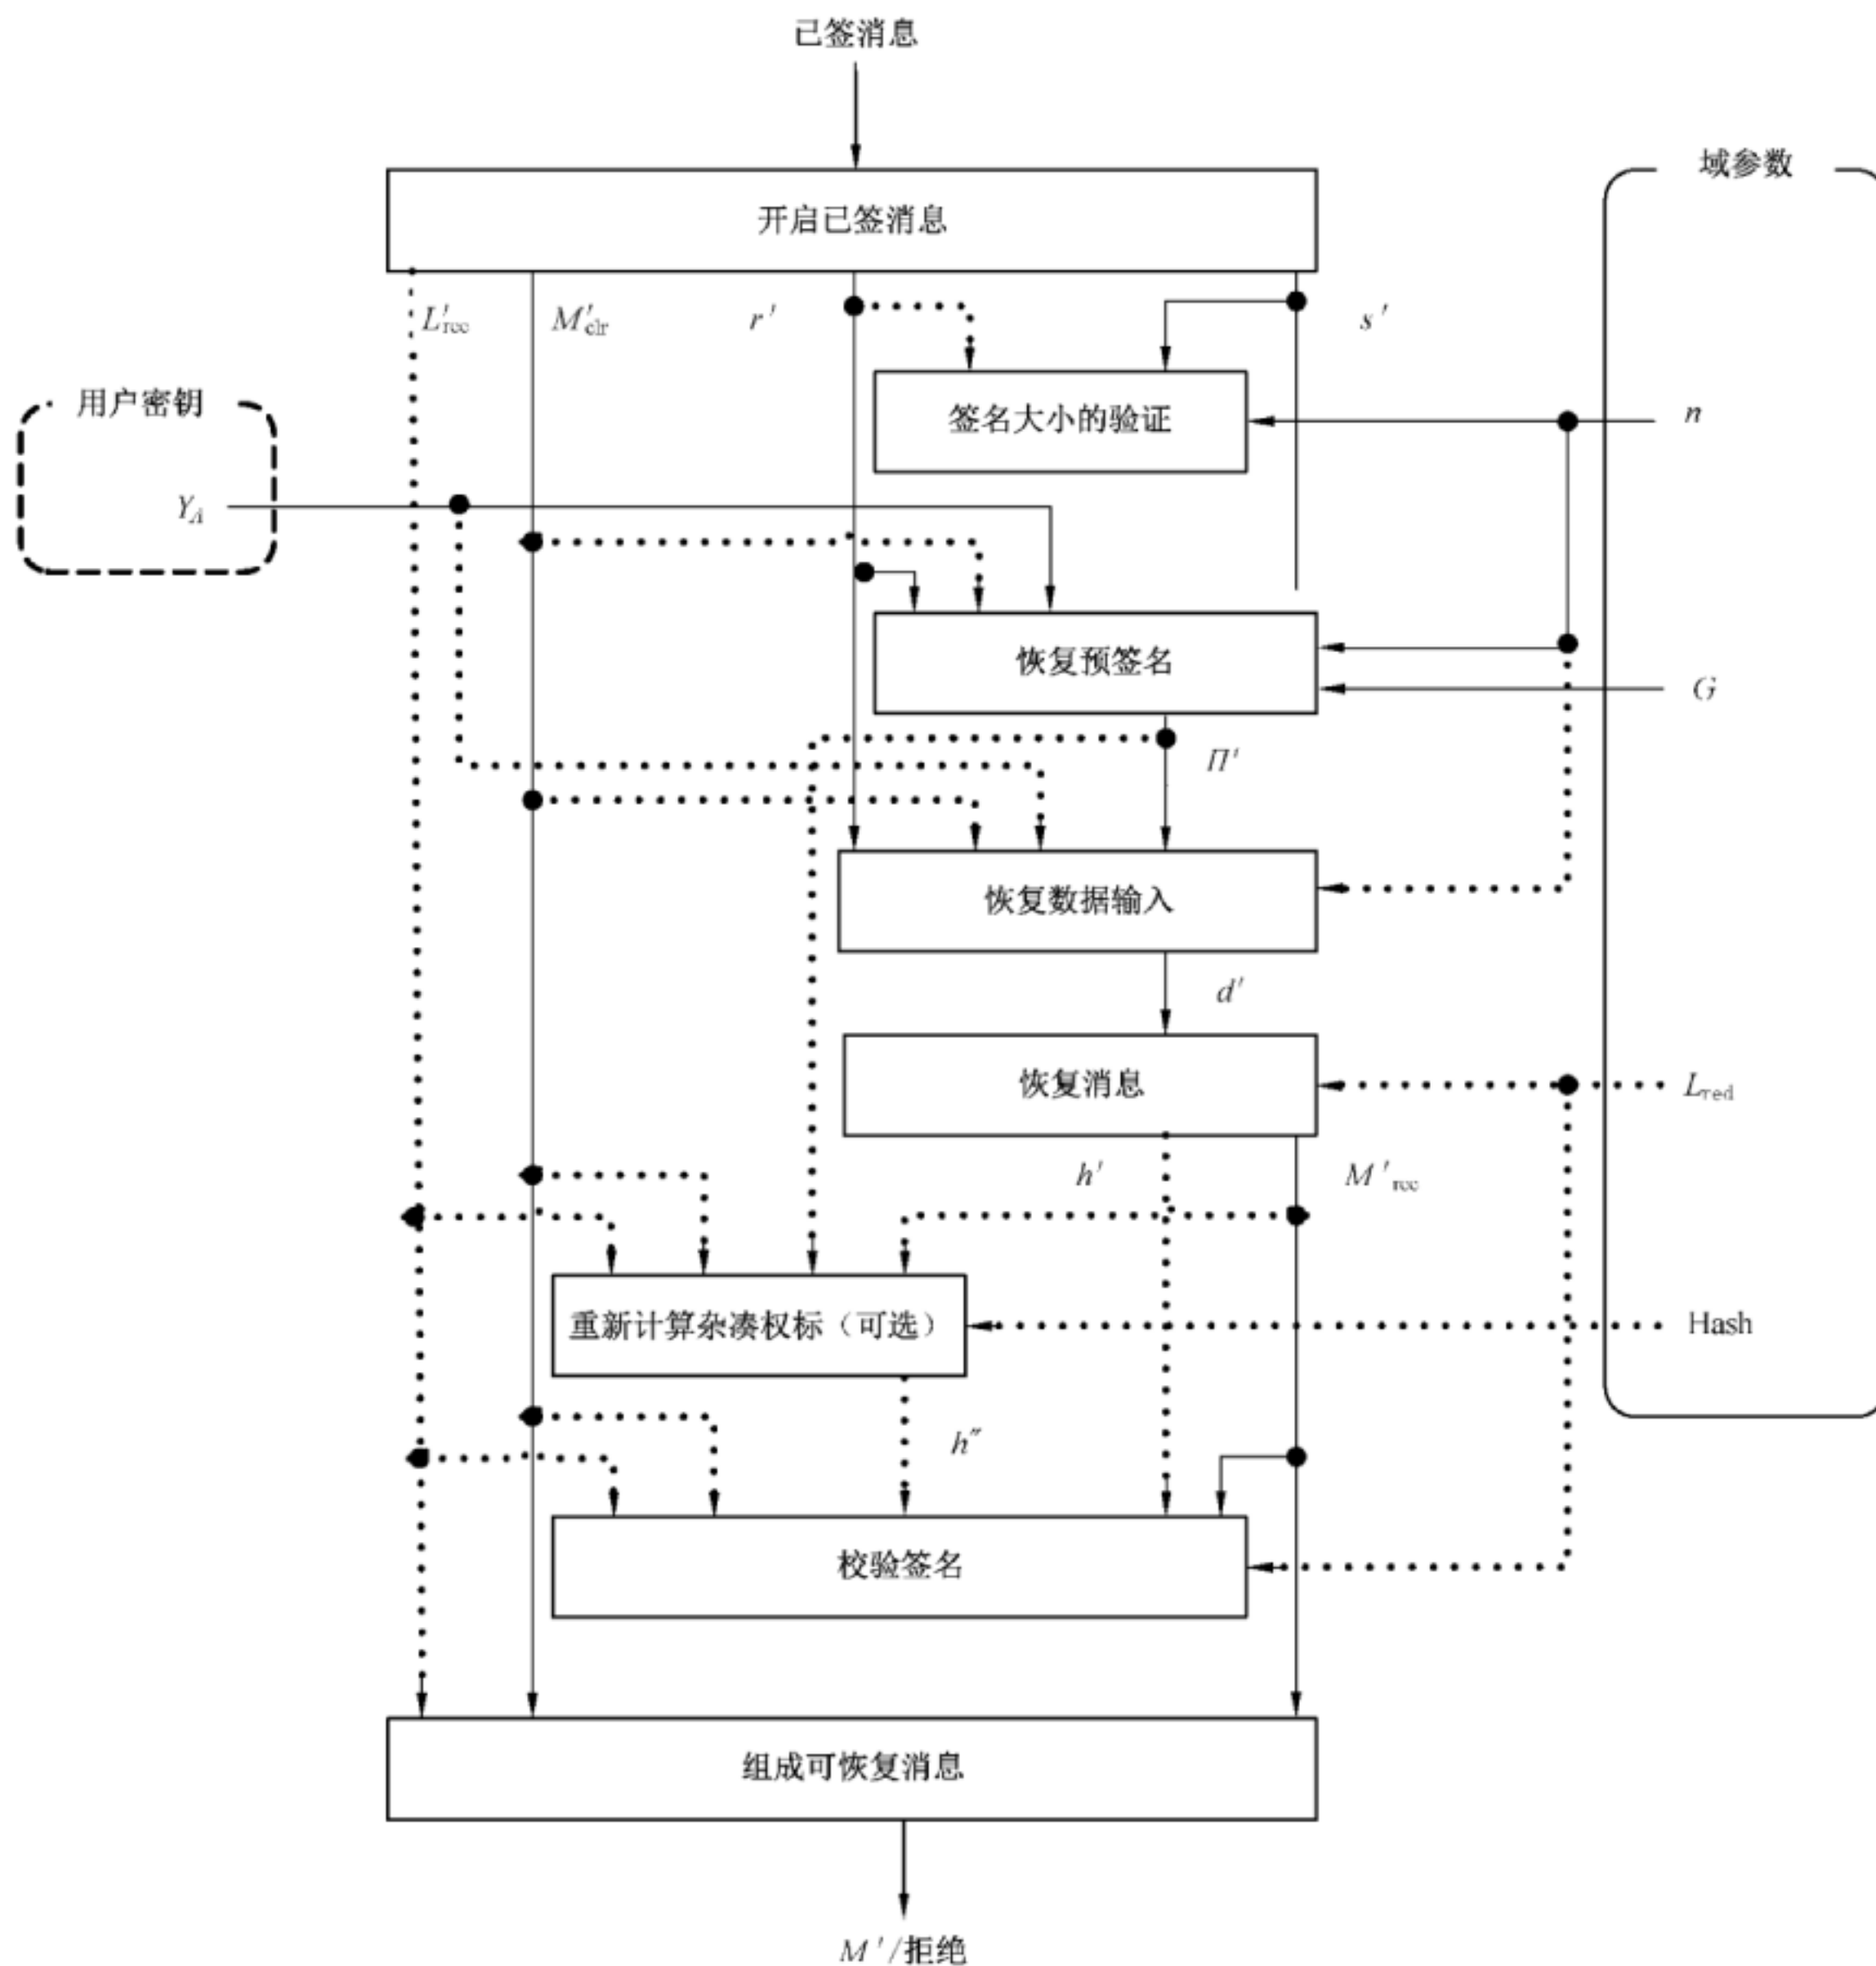 已签消息
域参数
开启已签消息
L′rec
M′clr
r′
s′
用户密钥
签名大小的验证
n
YA
恢复预签名
G
Π′
恢复数据输入
d′
恢复消息
Lred
h′
M′rec
重新计算杂凑权标（可选）
Hash
h″
校验签名
组成可恢复消息
M′/拒绝